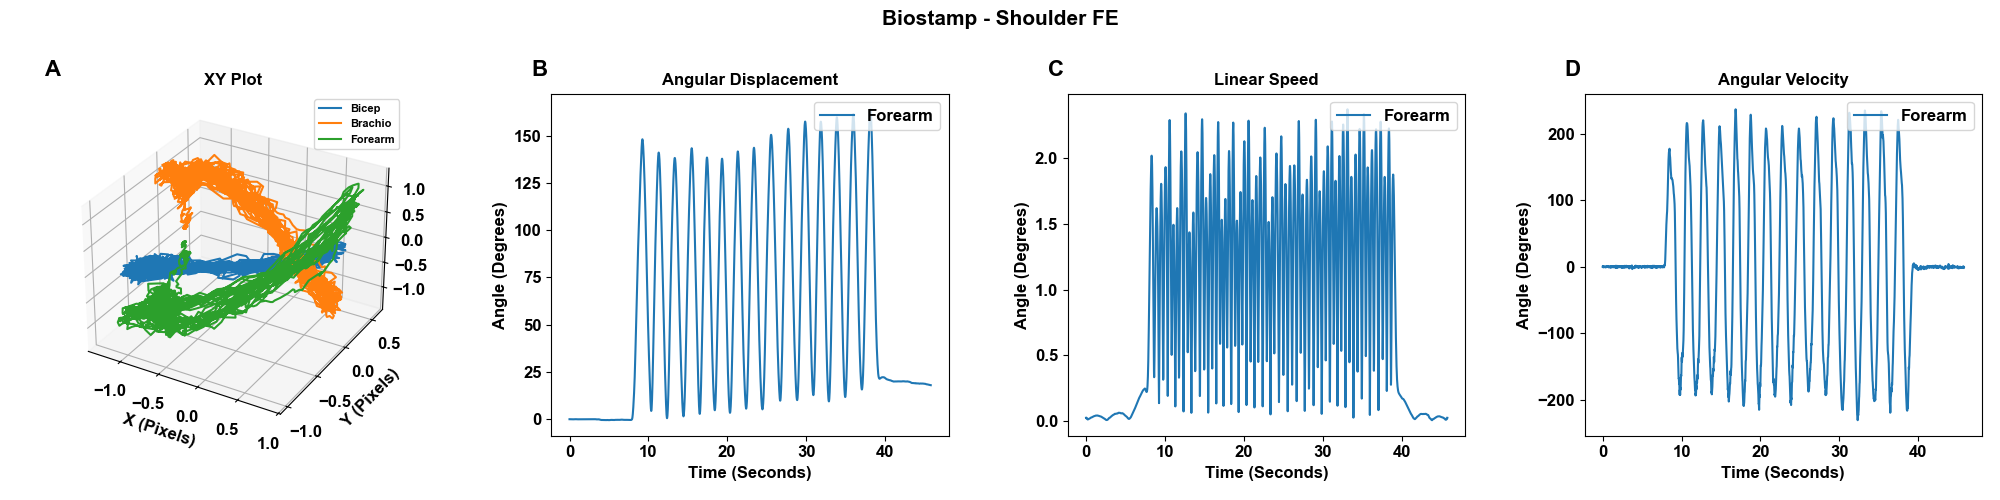 Biostamp - Shoulder FE
A
XY Plot
Bicep
Brachio
Forearm
1.0
0.5
0.0
−0.5
−1.0
0.5
0.0
−0.5
−1.0
Y (Pixels)
−1.0
−0.5
0.0
0.5
1.0
X (Pixels)
B
Angular Displacement
Forearm
150
125
100
75
50
25
0
Angle (Degrees)
0 10 20 30 40
Time (Seconds)
C
Linear Speed
Forearm
2.0
1.5
1.0
0.5
0.0
Angle (Degrees)
0 10 20 30 40
Time (Seconds)
D
Angular Velocity
Forearm
200
100
0
−100
−200
Angle (Degrees)
0 10 20 30 40
Time (Seconds)